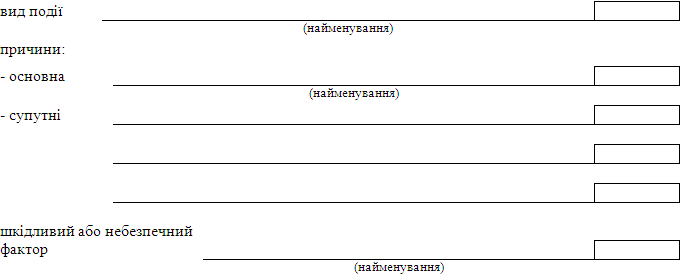 вид події
(найменування)
причини:
- основна
(найменування)
- супутні
шкідливий або небезпечний
фактор
(найменування)